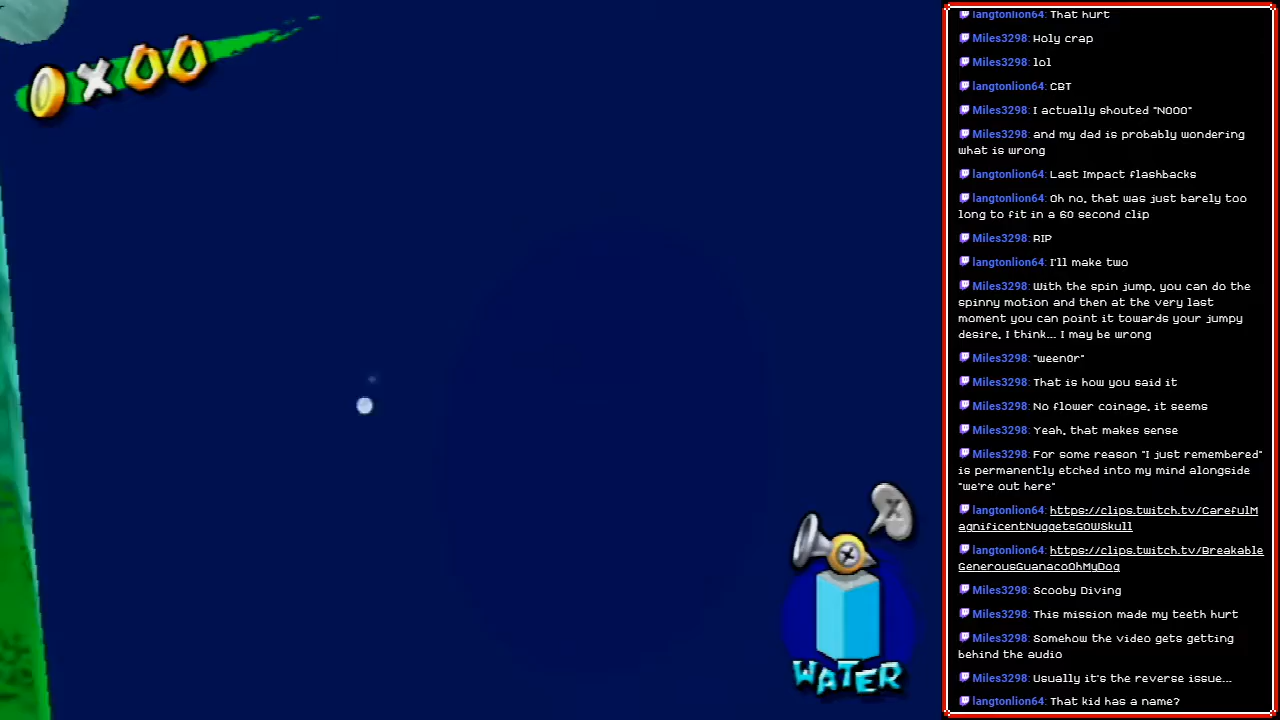 langtonlion64: That hurt
0×00
Miles3298: Holy crap
Miles3298: lol
langtonlion64: CBT
Miles3298: I actually shouted "NOOO"
Miles3298: and my dad is probably wondering
what is wrong
langtonlion64: Last Impact flashbacks
langtonlion64: Oh no, that was just barely too
long to fit in a 60 second clip
Miles3298: RIP
langtonlion64: I'll make two
Miles3298: With the spin jump, you can do the
spinny motion and then at the very last
moment you can point it towards your jumpy
desire, I think... I may be wrong
Miles3298: "ween0r"
Miles3298: That is how you said it
Miles3298: No flower coinage, it seems
Miles3298: Yeah, that makes sense
Miles3298: For some reason "I just remembered"
is permanently etched into my mind alongside
"we're out here"
langtonlion64: https://clips.twitch.tv/CarefulM
agnificentNuggetsGOWSkull
langtonlion64: https://clips.twitch.tv/Breakable
GenerousGuanacoOhMyDog
Miles3298: Scooby Diving
Miles3298: This mission made my teeth hurt
Miles3298: Somehow the video gets getting
behind the audio
Miles3298: Usually it's the reverse issue...
langtonlion64: That kid has a name?
X
WATER